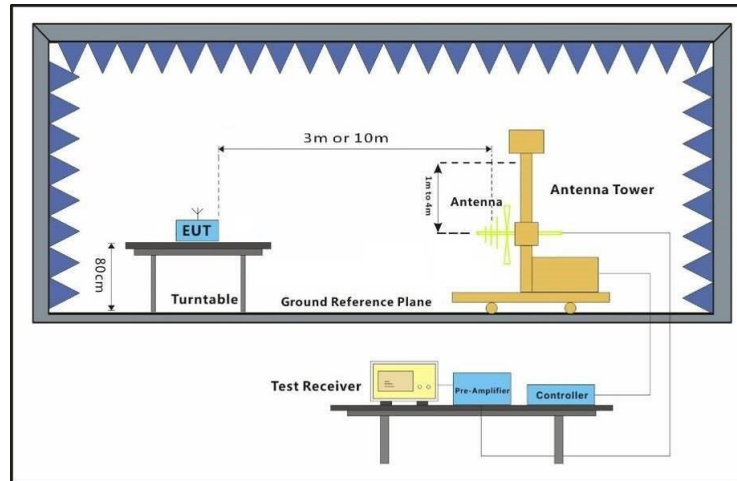 3m or 10m
1m to 4m
Antenna
Antenna Tower
EUT
80cm
Turntable
Ground Reference Plane
Test Receiver
Pre-Amplifier
Controller